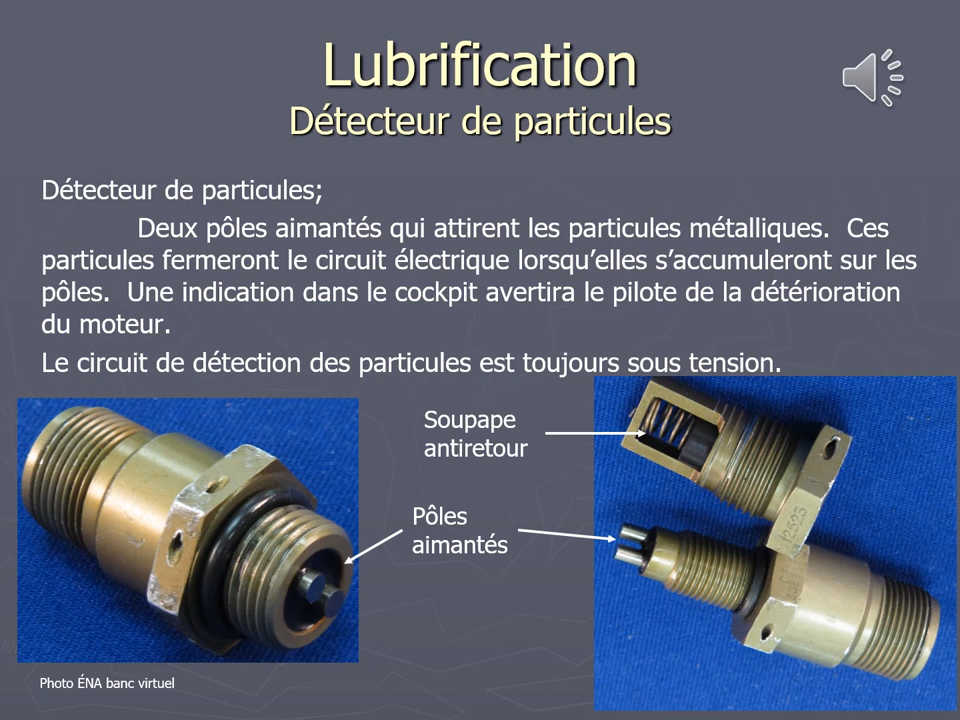 Lubrification
Détecteur de particules
Détecteur de particules;
Deux pôles aimantés qui attirent les particules métalliques. Ces
particules fermeront le circuit électrique lorsqu’elles s’accumuleront sur les
pôles. Une indication dans le cockpit avertira le pilote de la détérioration
du moteur.
Le circuit de détection des particules est toujours sous tension.
Soupape
antiretour
Pôles
aimantés
12523
Photo ÉNA banc virtuel